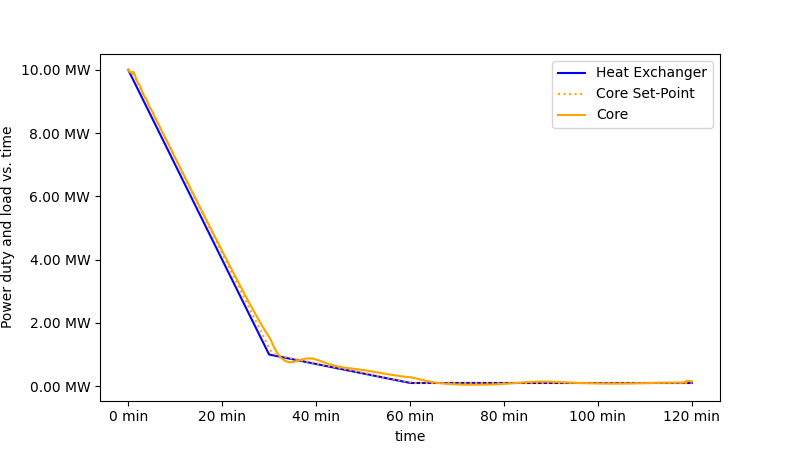 10.00 MW
8.00 MW
6.00 MW
4.00 MW
2.00 MW
0.00 MW
Power duty and load vs. time
Heat Exchanger
Core Set-Point
Core
0 min
20 min
40 min
60 min
80 min
100 min
120 min
time